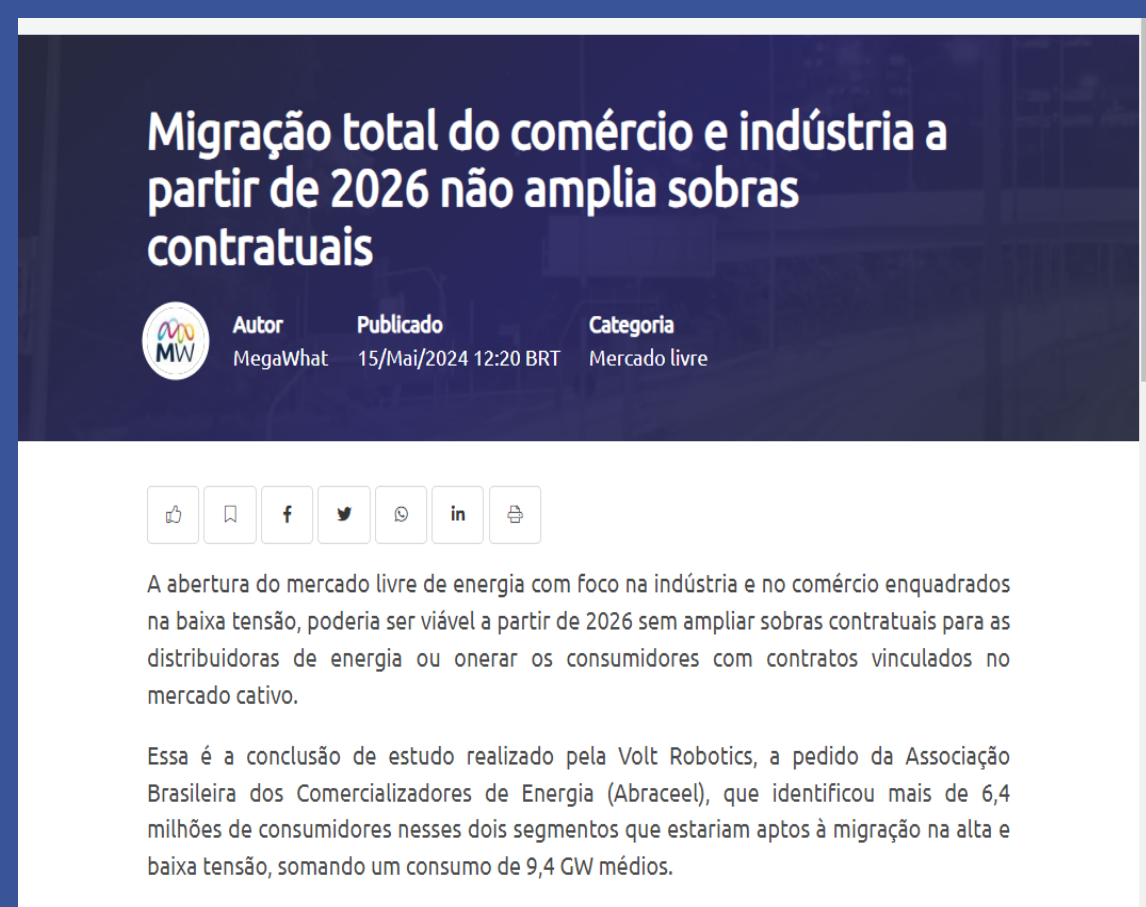 Migração total do comércio e indústria a
partir de 2026 não amplia sobras
contratuais
MW
Autor
Publicado
Categoria
MegaWhat
15/Mai/2024 12:20 BRT
Mercado livre
A abertura do mercado livre de energia com foco na indústria e no comércio enquadrados
na baixa tensão, poderia ser viável a partir de 2026 sem ampliar sobras contratuais para as
distribuidoras de energia ou onerar os consumidores com contratos vinculados no
mercado cativo.
Essa é a conclusão de estudo realizado pela Volt Robotics, a pedido da Associação
Brasileira dos Comercializadores de Energia (Abraceel), que identificou mais de 6,4
milhões de consumidores nesses dois segmentos que estariam aptos à migração na alta e
baixa tensão, somando um consumo de 9,4 GW médios.